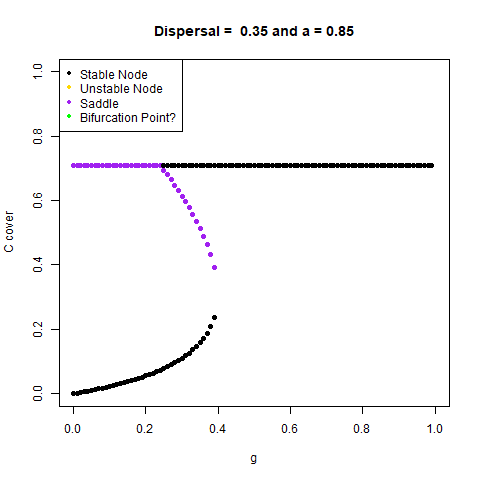 Dispersal =  0.35 and a = 0.85
Stable Node
Unstable Node
Saddle
Bifurcation Point?
C cover
1.0
0.8
0.6
0.4
0.2
0.0
0.0 0.2 0.4 0.6 0.8 1.0
g